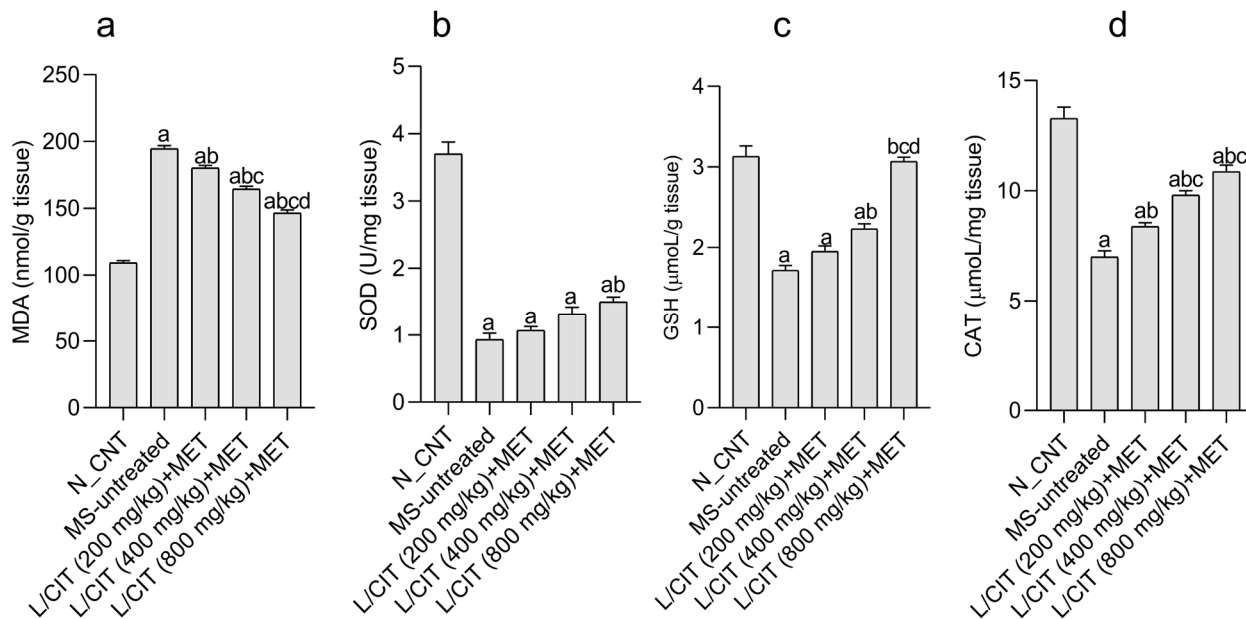 a
MDA (nmol/g tissue)
250
200
150
100
50
0
a
ab
abc
abcd
N_CNT
MS-untreated
L/CIT (200 mg/kg)+MET
L/CIT (400 mg/kg)+MET
L/CIT (800 mg/kg)+MET
b
SOD (U/mg tissue)
5
4
3
2
1
0
a
a
a
ab
N_CNT
MS-untreated
L/CIT (200 mg/kg)+MET
L/CIT (400 mg/kg)+MET
L/CIT (800 mg/kg)+MET
c
GSH (μmoL/g tissue)
4
3
2
1
0
a
a
ab
bcd
N_CNT
MS-untreated
L/CIT (200 mg/kg)+MET
L/CIT (400 mg/kg)+MET
L/CIT (800 mg/kg)+MET
d
CAT (μmoL/mg tissue)
15
10
5
0
a
ab
abc
abc
N_CNT
MS-untreated
L/CIT (200 mg/kg)+MET
L/CIT (400 mg/kg)+MET
L/CIT (800 mg/kg)+MET